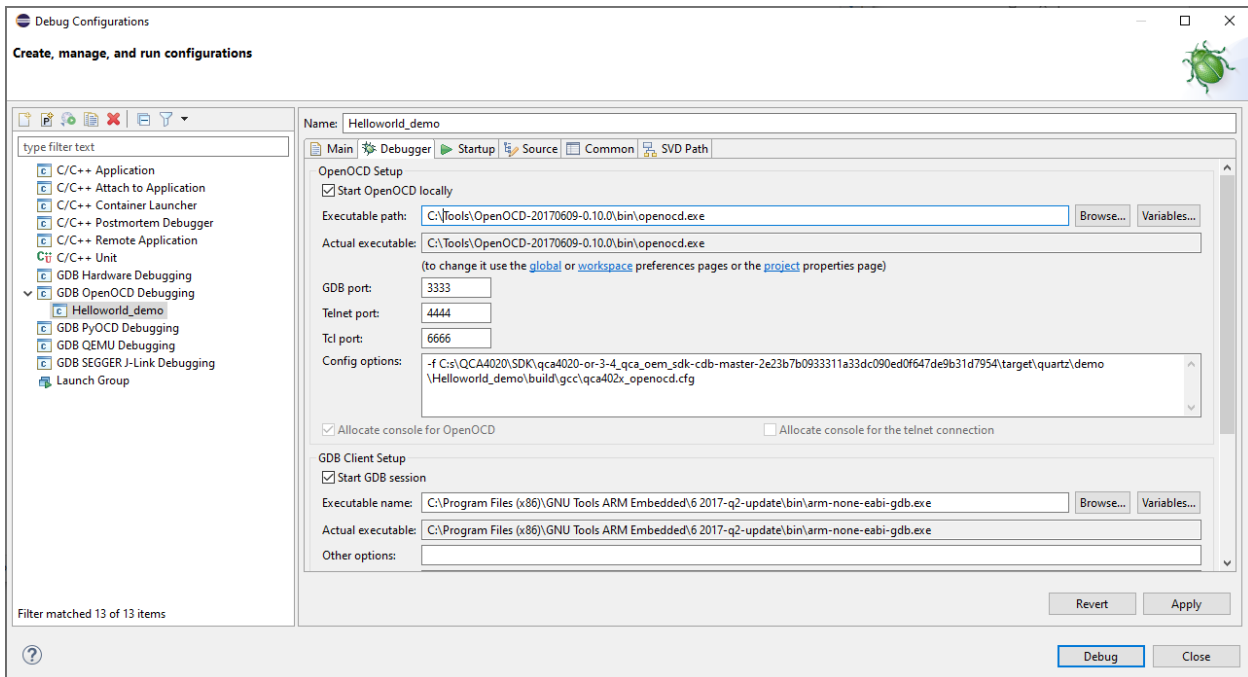 Debug Configurations
Create, manage, and run configurations
type filter text
C/C++ Application
C/C++ Attach to Application
C/C++ Container Launcher
C/C++ Postmortem Debugger
C/C++ Remote Application
C/C++ Unit
GDB Hardware Debugging
GDB OpenOCD Debugging
Helloworld_demo
GDB PyOCD Debugging
GDB QEMU Debugging
GDB SEGGER J-Link Debugging
Launch Group
Filter matched 13 of 13 items
Name: Helloworld_demo
Main Debugger Startup Source Common SVD Path
OpenOCD Setup
Start OpenOCD locally
Executable path: C:\Tools\OpenOCD-20170609-0.10.0\bin\openocd.exe Browse... Variables...
Actual executable: C:\Tools\OpenOCD-20170609-0.10.0\bin\openocd.exe
(to change it use the global or workspace preferences pages or the project properties page)
GDB port: 3333
Telnet port: 4444
Tcl port: 6666
Config options: -f C:s\QCA4020\SDK\qca4020-or-3-4_qca_oem_sdk-cdb-master-2e23b7b0933311a33dc090ed0f647de9b31d7954\target\quartz\demo
\Helloworld_demo\build\gcc\qca402x_openocd.cfg
Allocate console for OpenOCD Allocate console for the telnet connection
GDB Client Setup
Start GDB session
Executable name: C:\Program Files (x86)\GNU Tools ARM Embedded\6 2017-q2-update\bin\arm-none-eabi-gdb.exe Browse... Variables...
Actual executable: C:\Program Files (x86)\GNU Tools ARM Embedded\6 2017-q2-update\bin\arm-none-eabi-gdb.exe
Other options:
Revert Apply
Debug Close